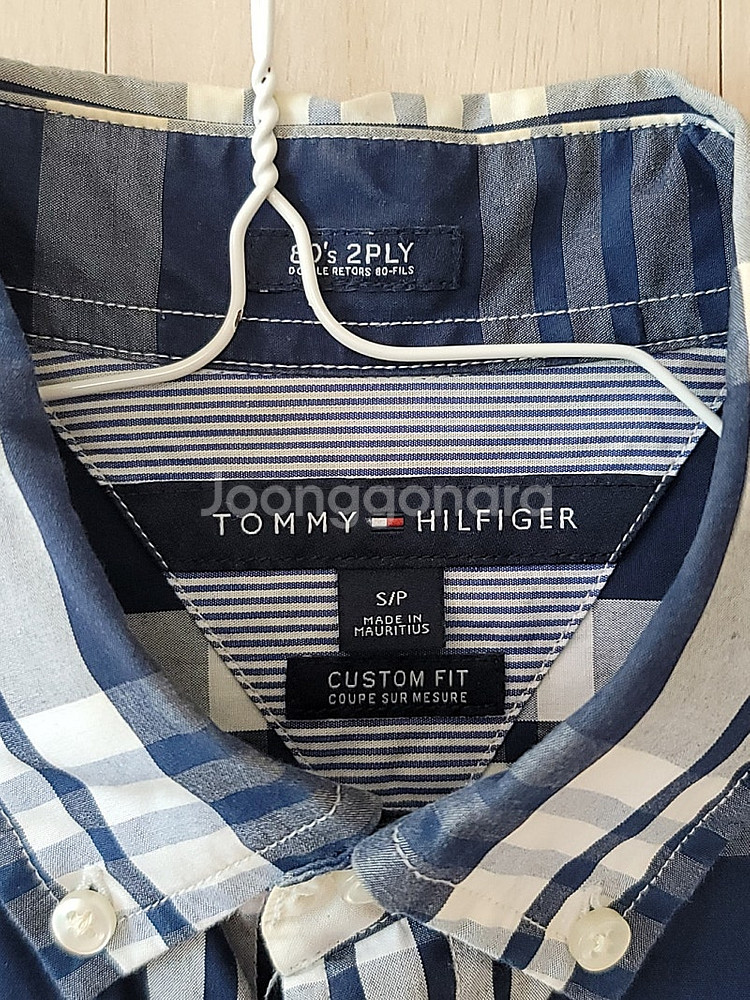 80's 2PLY
DOUBLE RETORS 80-FILS
Joonggonara
TOMMY HILFIGER
S/P
MADE IN
MAURITIUS
CUSTOM FIT
COUPE SUR MESURE